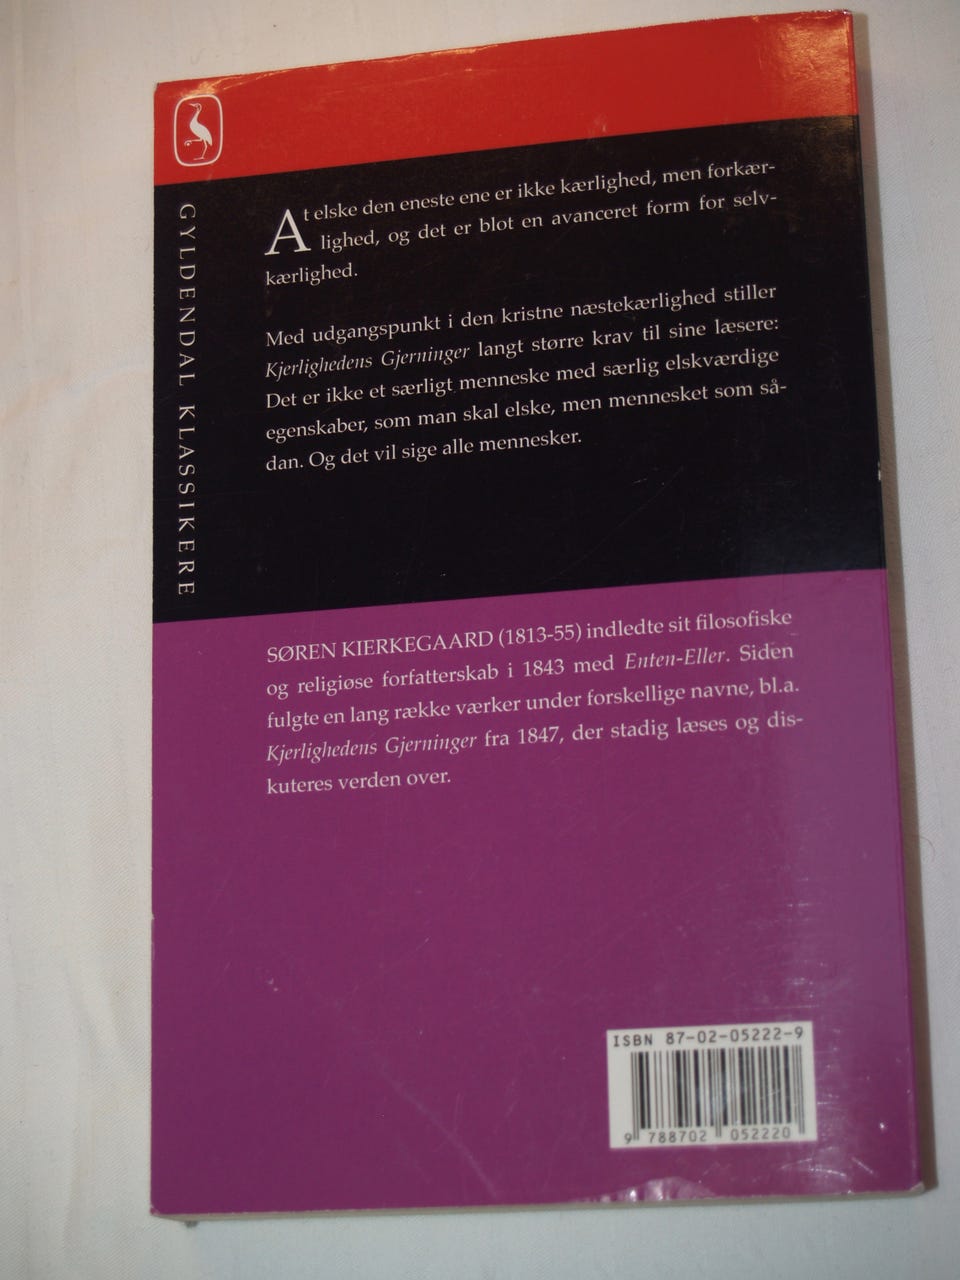 GYLDENDAL KLASSIKERE
At elske den eneste ene er ikke kærlighed, men forkær-
lighed, og det er blot en avanceret form for selv-
kærlighed.
Med udgangspunkt i den kristne næstekærlighed stiller
Kjerlighedens Gjerninger langt større krav til sine læsere:
Det er ikke et særligt menneske med særlig elskværdige
egenskaber, som man skal elske, men mennesket som så-
dan. Og det vil sige alle mennesker.
SØREN KIERKEGAARD (1813-55) indledte sit filosofiske
og religiøse forfatterskab i 1843 med Enten-Eller. Siden
fulgte en lang række værker under forskellige navne, bl.a.
Kjerlighedens Gjerninger fra 1847, der stadig læses og dis-
kuteres verden over.
ISBN 87-02-05222-9
9 788702 052220